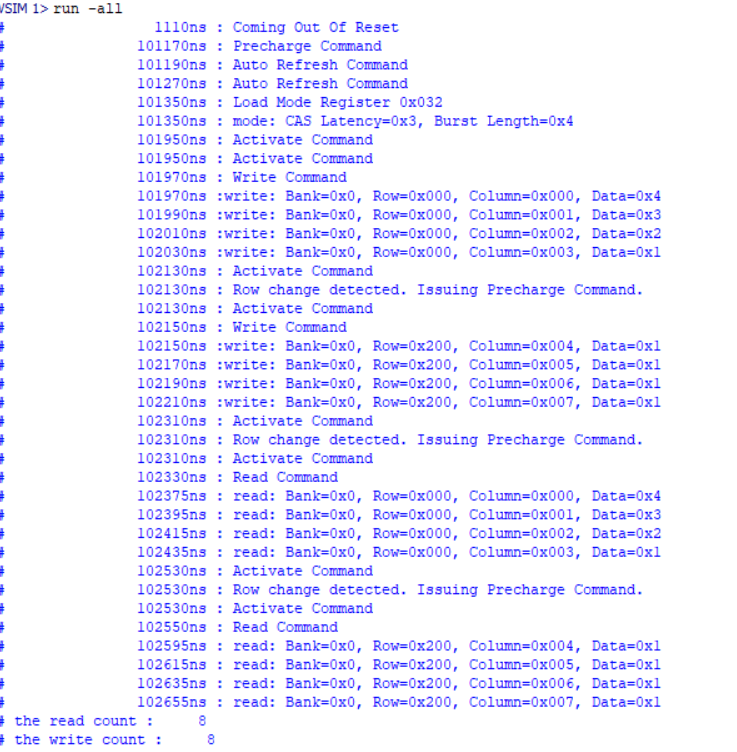 VSIM 1> run -all
# 1110ns : Coming Out Of Reset
# 101170ns : Precharge Command
# 101190ns : Auto Refresh Command
# 101270ns : Auto Refresh Command
# 101350ns : Load Mode Register 0x032
# 101350ns : mode: CAS Latency=0x3, Burst Length=0x4
# 101950ns : Activate Command
# 101950ns : Activate Command
# 101970ns : Write Command
# 101970ns :write: Bank=0x0, Row=0x000, Column=0x000, Data=0x4
# 101990ns :write: Bank=0x0, Row=0x000, Column=0x001, Data=0x3
# 102010ns :write: Bank=0x0, Row=0x000, Column=0x002, Data=0x2
# 102030ns :write: Bank=0x0, Row=0x000, Column=0x003, Data=0x1
# 102130ns : Activate Command
# 102130ns : Row change detected. Issuing Precharge Command.
# 102130ns : Activate Command
# 102150ns : Write Command
# 102150ns :write: Bank=0x0, Row=0x200, Column=0x004, Data=0x1
# 102170ns :write: Bank=0x0, Row=0x200, Column=0x005, Data=0x1
# 102190ns :write: Bank=0x0, Row=0x200, Column=0x006, Data=0x1
# 102210ns :write: Bank=0x0, Row=0x200, Column=0x007, Data=0x1
# 102310ns : Activate Command
# 102310ns : Row change detected. Issuing Precharge Command.
# 102310ns : Activate Command
# 102330ns : Read Command
# 102375ns : read: Bank=0x0, Row=0x000, Column=0x000, Data=0x4
# 102395ns : read: Bank=0x0, Row=0x000, Column=0x001, Data=0x3
# 102415ns : read: Bank=0x0, Row=0x000, Column=0x002, Data=0x2
# 102435ns : read: Bank=0x0, Row=0x000, Column=0x003, Data=0x1
# 102530ns : Activate Command
# 102530ns : Row change detected. Issuing Precharge Command.
# 102530ns : Activate Command
# 102550ns : Read Command
# 102595ns : read: Bank=0x0, Row=0x200, Column=0x004, Data=0x1
# 102615ns : read: Bank=0x0, Row=0x200, Column=0x005, Data=0x1
# 102635ns : read: Bank=0x0, Row=0x200, Column=0x006, Data=0x1
# 102655ns : read: Bank=0x0, Row=0x200, Column=0x007, Data=0x1
# the read count : 8
# the write count : 8